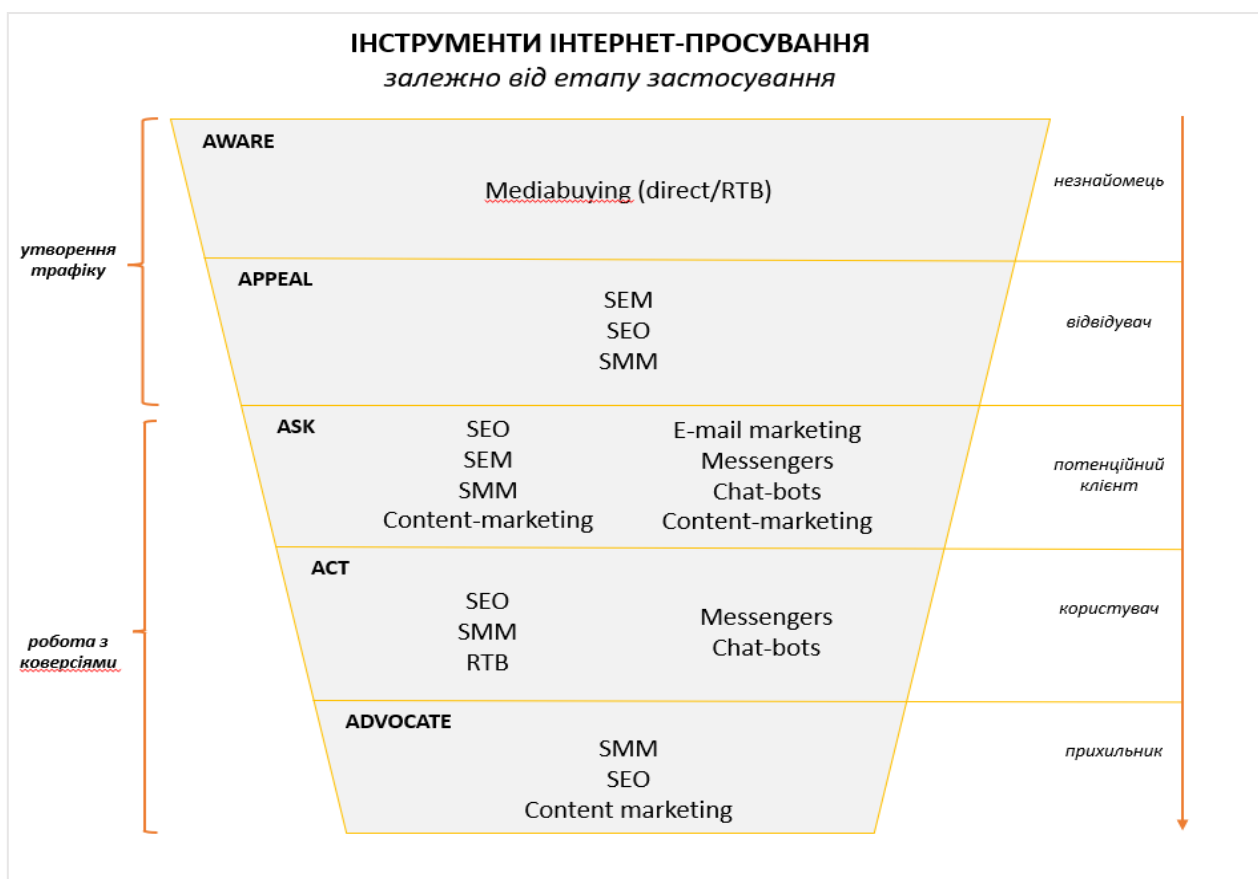 ІНСТРУМЕНТИ ІНТЕРНЕТ-ПРОСУВАННЯ
залежно від етапу застосування
AWARE
Mediabuying (direct/RTB)
незнайомець
утворення
трафіку
APPEAL
SEM
SEO
SMM
відвідувач
ASK
SEO
SEM
SMM
Content-marketing
E-mail marketing
Messengers
Chat-bots
Content-marketing
потенційний
клієнт
ACT
SEO
SMM
RTB
Messengers
Chat-bots
користувач
робота з
коверсіями
ADVOCATE
SMM
SEO
Content marketing
прихильник